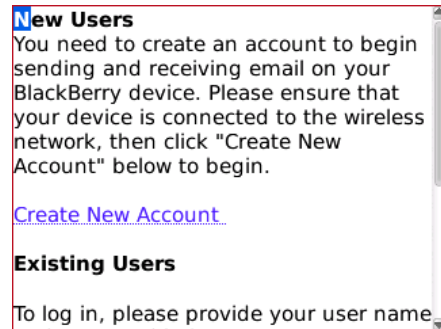 New Users
You need to create an account to begin
sending and receiving email on your
BlackBerry device. Please ensure that
your device is connected to the wireless
network, then click "Create New
Account" below to begin.
Create New Account
Existing Users
To log in, please provide your user name